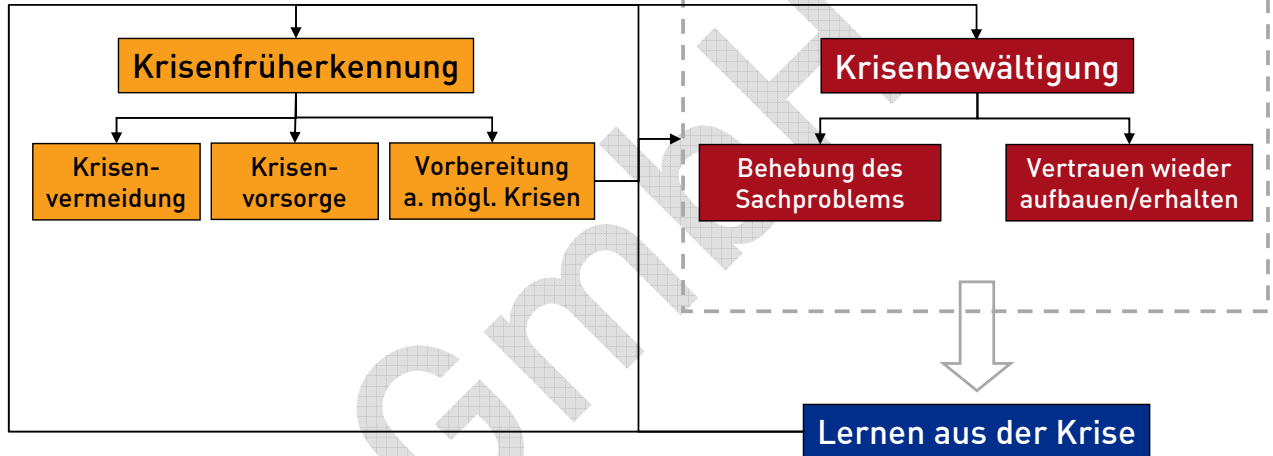 Krisenfrüherkennung
Krisenbewältigung
Krisen-
vermeidung
Krisen-
vorsorge
Vorbereitung
a. mögl. Krisen
Behebung des
Sachproblems
Vertrauen wieder
aufbauen/erhalten
Lernen aus der Krise
GmbH